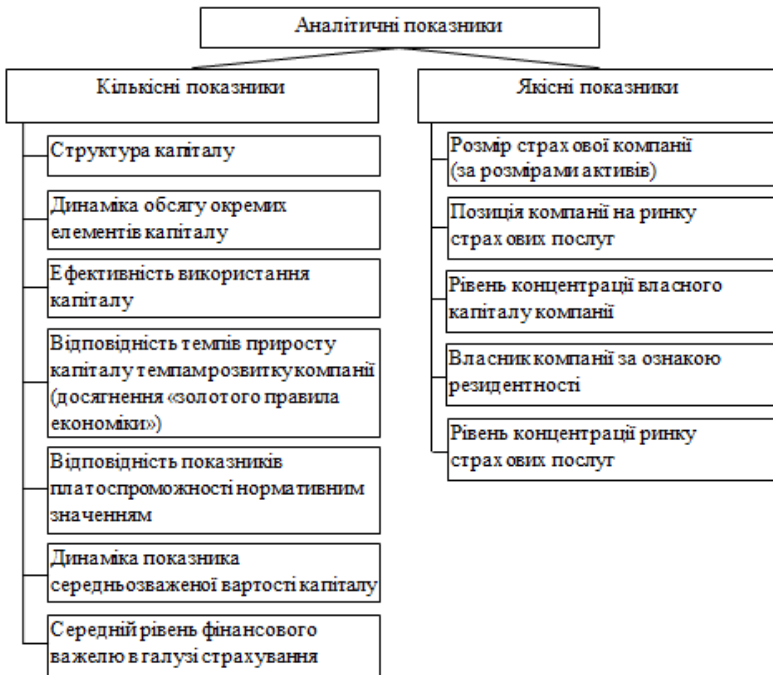 Аналітичні показники
Кількісні показники
Структура капіталу
Динаміка обсягу окремих
елементів капіталу
Ефективність використання
капіталу
Відповідність темпів приросту
капіталу темпам розвитку компанії
(досягнення «золотого правила
економіки»)
Відповідність показників
платоспроможності нормативним
значенням
Динаміка показника
середньозваженої вартості капіталу
Середній рівень фінансового
важелю в галузі страхування
Якісні показники
Розмір страхової компанії
(за розмірами активів)
Позиція компанії на ринку
страхових послуг
Рівень концентрації власного
капіталу компанії
Власник компанії за ознакою
резидентності
Рівень концентрації ринку
страхових послуг